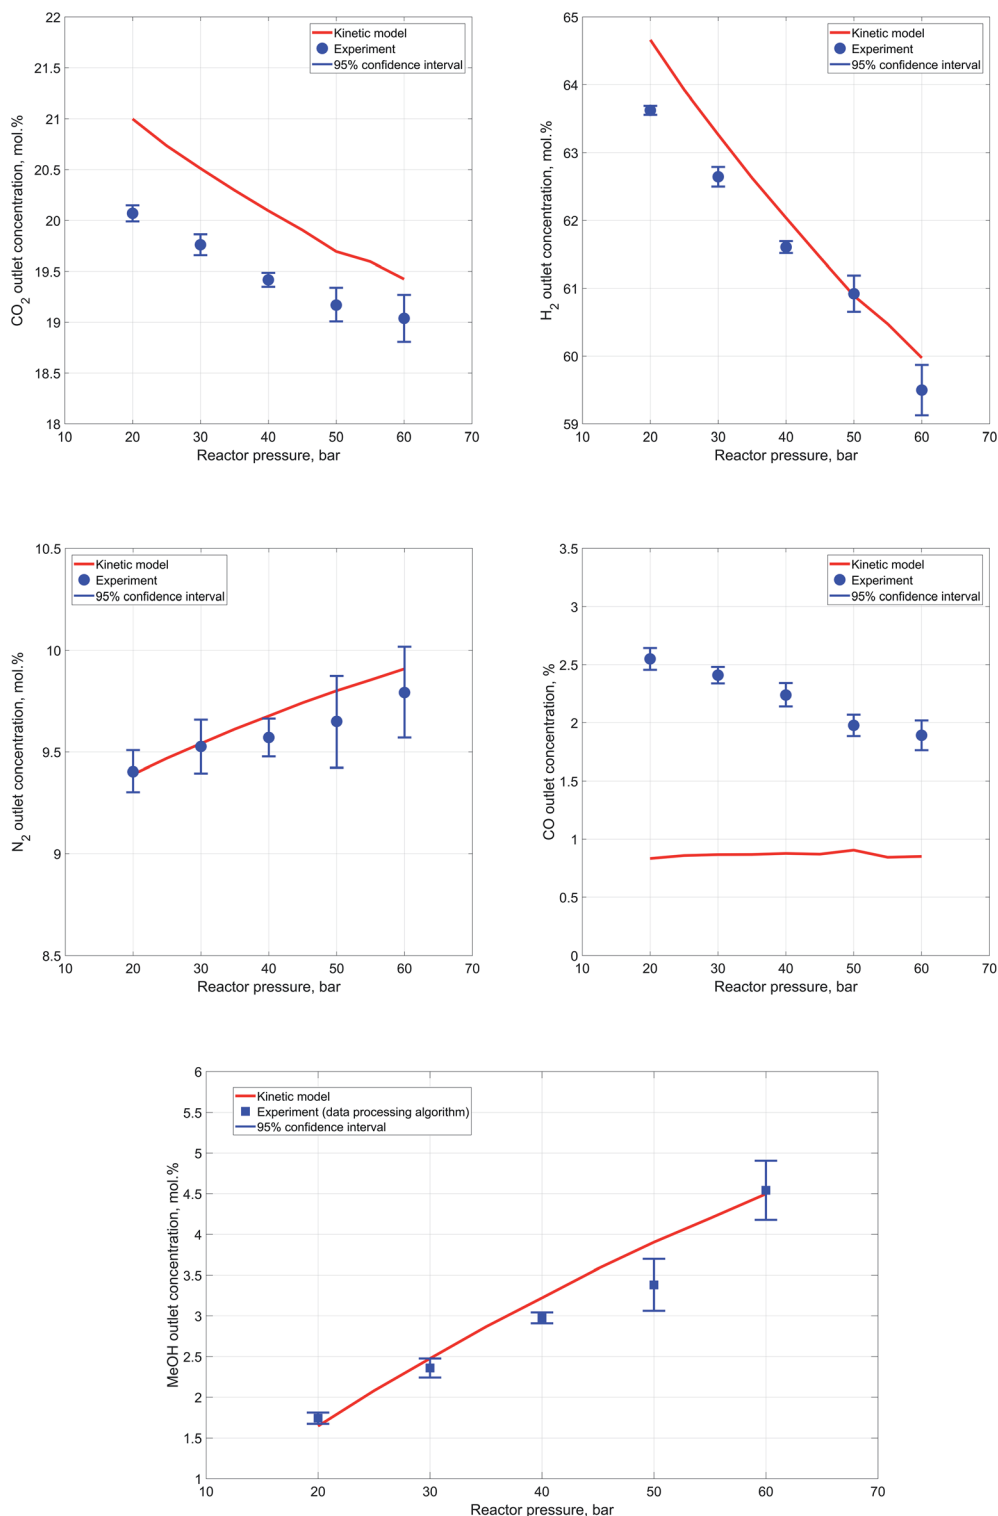 22
21.5
21
20.5
20
19.5
19
18.5
18
10 20 30 40 50 60 70
Reactor pressure, bar
CO2 outlet concentration, mol.%
Kinetic model
Experiment
95% confidence interval
65
64
63
62
61
60
59
10 20 30 40 50 60 70
Reactor pressure, bar
H2 outlet concentration, mol.%
Kinetic model
Experiment
95% confidence interval
10.5
10
9.5
9
8.5
10 20 30 40 50 60 70
Reactor pressure, bar
N2 outlet concentration, mol.%
Kinetic model
Experiment
95% confidence interval
3.5
3
2.5
2
1.5
1
0.5
0
10 20 30 40 50 60 70
Reactor pressure, bar
CO outlet concentration, %
Kinetic model
Experiment
95% confidence interval
6
5.5
5
4.5
4
3.5
3
2.5
2
1.5
1
10 20 30 40 50 60 70
Reactor pressure, bar
MeOH outlet concentration, mol.%
Kinetic model
Experiment (data processing algorithm)
95% confidence interval